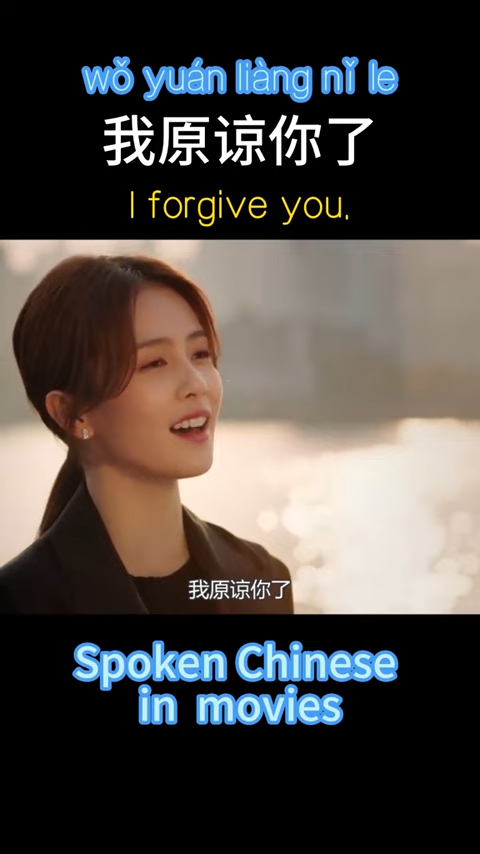 wǒ yuán liàng nǐ le
我原谅你了
I forgive you.
我原谅你了
Spoken Chinese
in movies